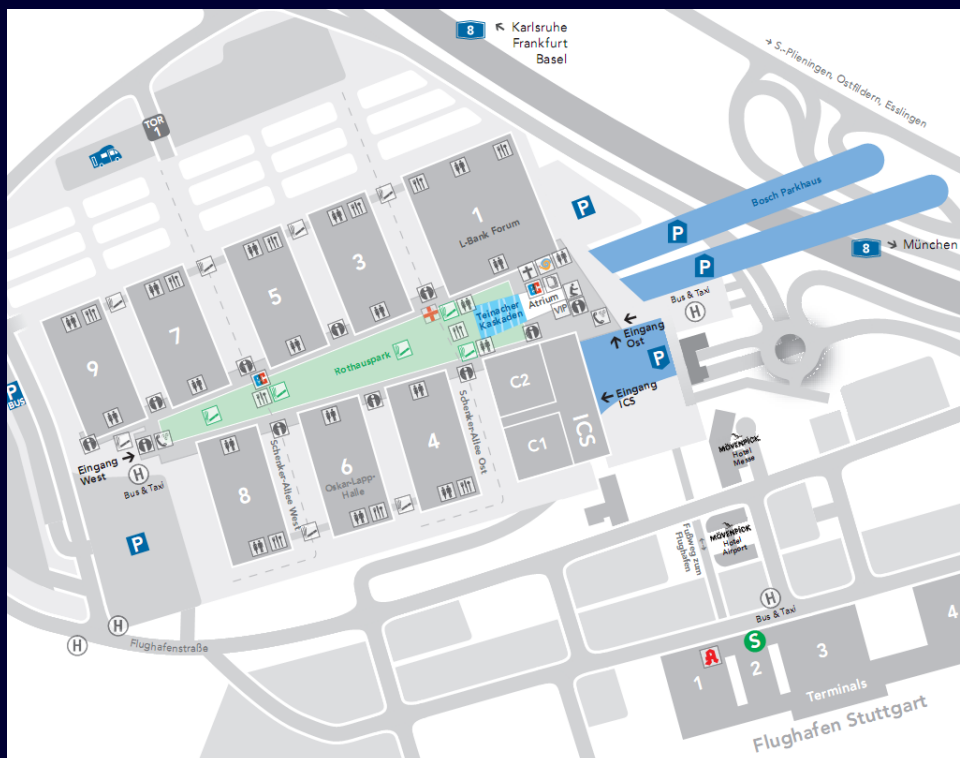 8
Karlsruhe
Frankfurt
Basel
S.-Plieningen, Ostfildern, Esslingen
TOR
1
Bosch Parkhaus
P
P
P
8
München
1
L-Bank Forum
3
5
7
9
Bus & Taxi
H
Atrium
VIP
Teinacher
Kaskaden
Eingang
Ost
P
Rothauspark
P
BUS
Eingang
ICS
C2
C1
ICS
Schenker-Allee Ost
4
6
Oskar-Lapp-
Halle
Schenker-Allee West
8
Eingang
West
H
Bus & Taxi
P
MÖVENPICK
Hotel
Messe
MÖVENPICK
Hotel
Airport
Fußweg zum
Flughafen
H
Bus & Taxi
H
H
Flughafenstraße
S
1
2
3
4
Terminals
Flughafen Stuttgart